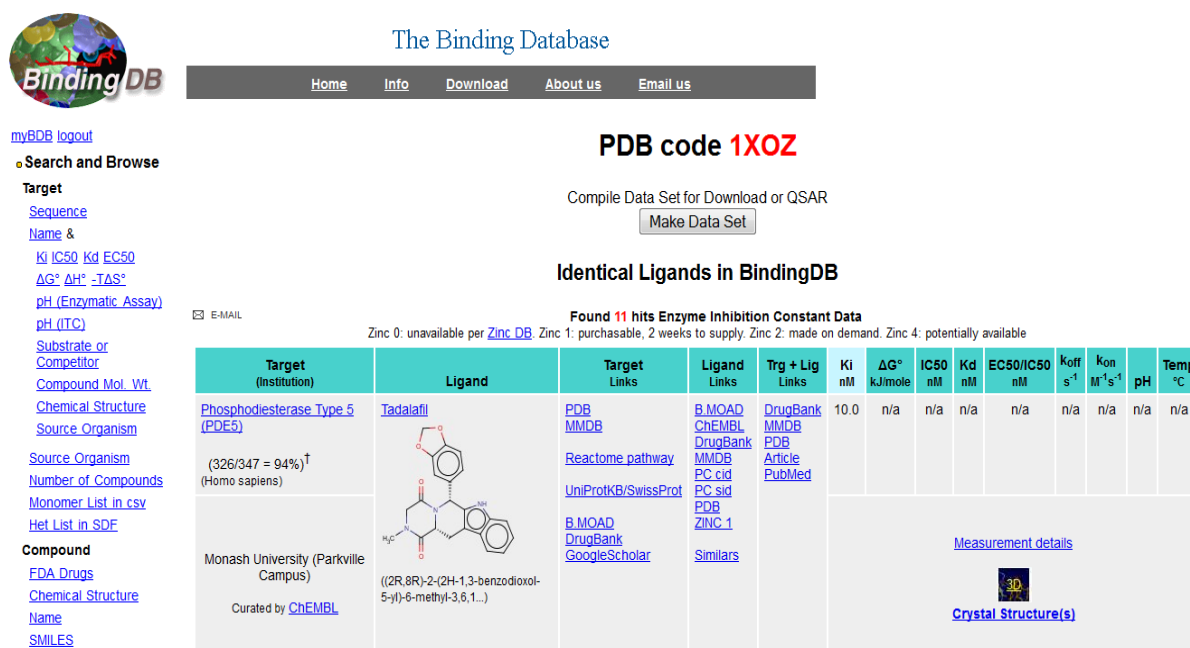 The Binding Database
BindingDB
Home Info Download About us Email us
myBDB logout
Search and Browse
Target
Sequence
Name &
Ki IC50 Kd EC50
ΔG° ΔH° -TΔS°
pH (Enzymatic Assay)
pH (ITC)
Substrate or
Competitor
Compound Mol. Wt.
Chemical Structure
Source Organism
Source Organism
Number of Compounds
Monomer List in csv
Het List in SDF
Compound
FDA Drugs
Chemical Structure
Name
SMILES
PDB code 1XOZ
Compile Data Set for Download or QSAR
Make Data Set
Identical Ligands in BindingDB
E-MAIL
Found 11 hits Enzyme Inhibition Constant Data
Zinc 0: unavailable per Zinc DB. Zinc 1: purchasable, 2 weeks to supply. Zinc 2: made on demand. Zinc 4: potentially available
Target
(Institution)
Ligand
Target
Links
Ligand
Links
Trg + Lig
Links
Ki
nM
ΔG°
kJ/mole
IC50
nM
Kd
nM
EC50/IC50
nM
koff
s-1
kon
M-1s-1
pH
Temp
°C
Phosphodiesterase Type 5
(PDE5)
(326/347 = 94%)†
(Homo sapiens)
Monash University (Parkville
Campus)
Curated by ChEMBL
Tadalafil
O
O
O
NH
N
N
H₃C
O
((2R,8R)-2-(2H-1,3-benzodioxol-
5-yl)-6-methyl-3,6,1...)
PDB
MMDB
Reactome pathway
UniProtKB/SwissProt
B.MOAD
DrugBank
GoogleScholar
B.MOAD
ChEMBL
DrugBank
MMDB
PC cid
PC sid
PDB
ZINC 1
Similars
DrugBank
MMDB
PDB
Article
PubMed
10.0 n/a n/a n/a n/a n/a n/a n/a n/a
Measurement details
3D
Crystal Structure(s)